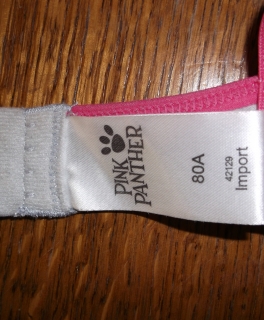 PINK
PANTHER
80A
42129
Import